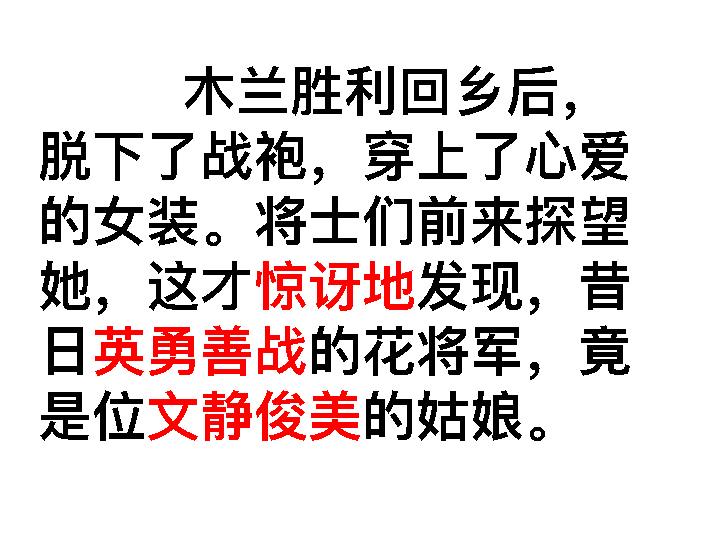 木兰胜利回乡后，
脱下了战袍，穿上了心爱
的女装。将士们前来探望
她，这才惊讶地发现，昔
日英勇善战的花将军，竟
是位文静俊美的姑娘。